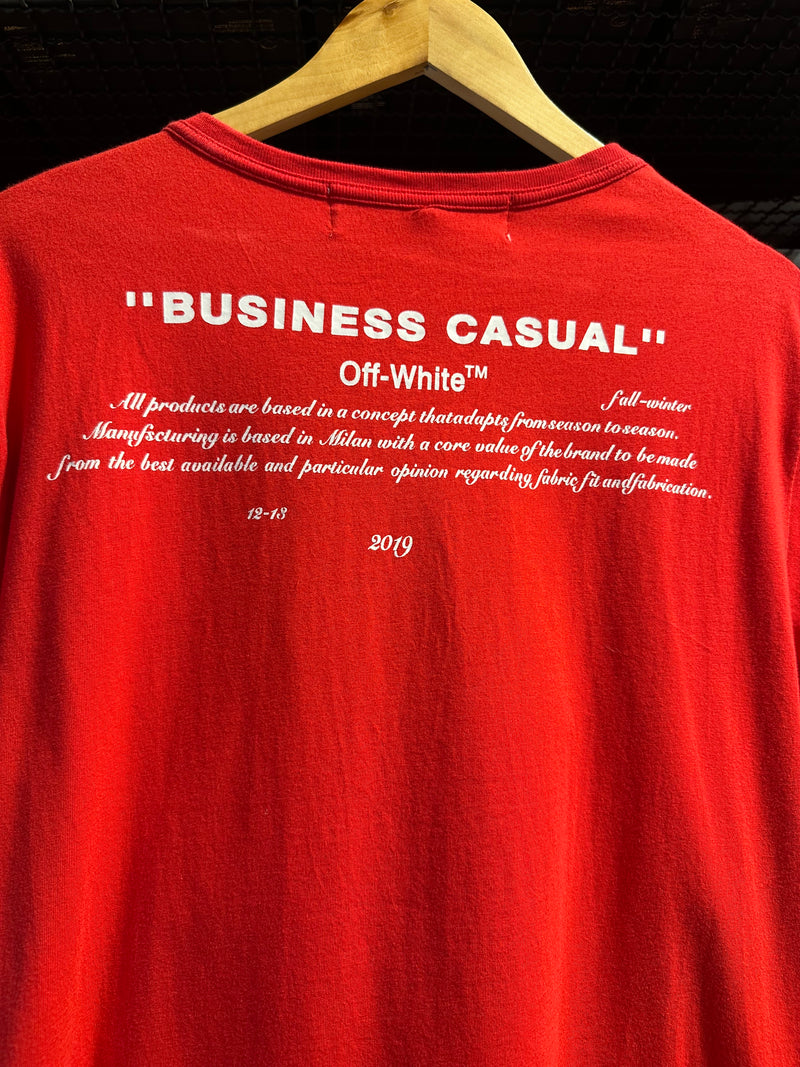 "BUSINESS CASUAL"
Off-White™
fall-winter
All products are based in a concept that adapts from season to season.
Manufscturing is based in Milan with a core value of the brand to be made
from the best available and particular opinion regarding fabric, fit and fabrication.
12-13
2019